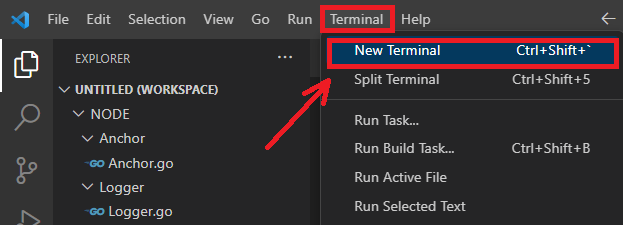 File Edit Selection View Go Run Terminal Help
EXPLORER
UNTITLED (WORKSPACE)
NODE
Anchor
GO Anchor.go
Logger
GO Logger.go
New Terminal Ctrl+Shift+`
Split Terminal Ctrl+Shift+5
Run Task...
Run Build Task... Ctrl+Shift+B
Run Active File
Run Selected Text